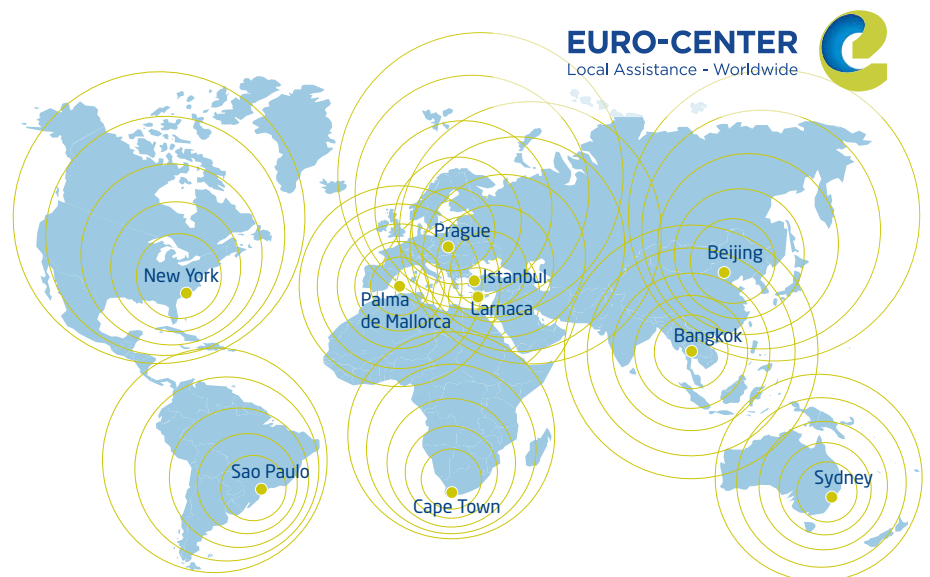 EURO-CENTER
Local Assistance - Worldwide
Prague
New York
Istanbul
Beijing
Palma
de Mallorca
Larnaca
Bangkok
Sao Paulo
Cape Town
Sydney